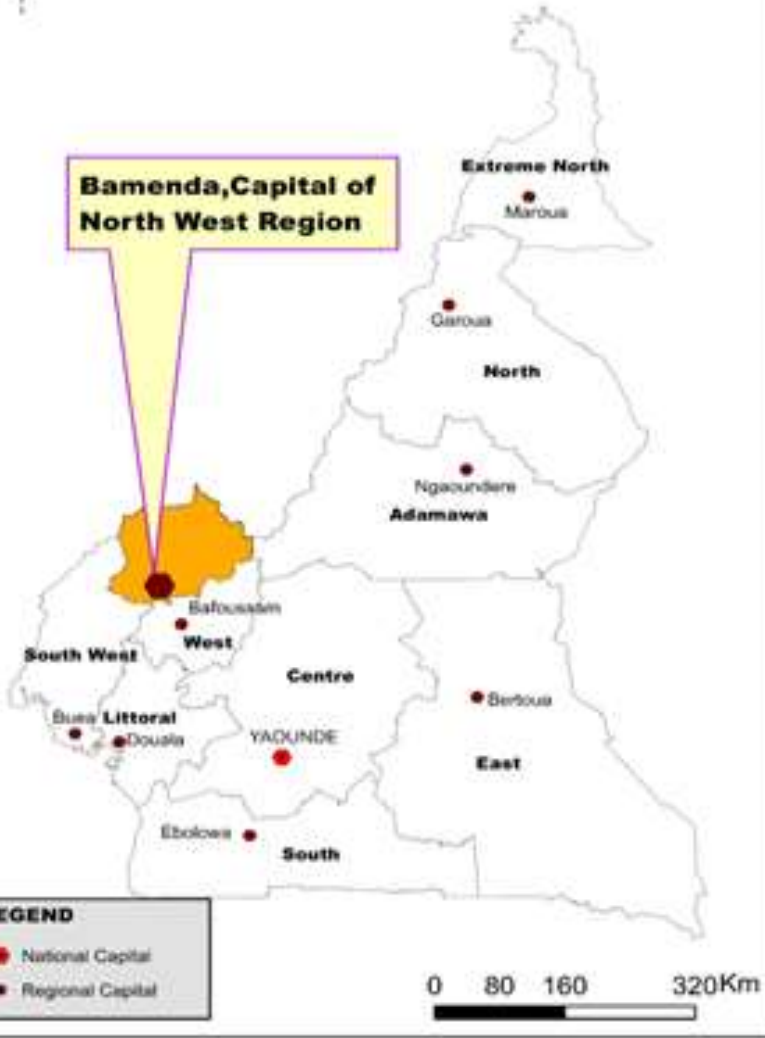 Bamenda,Capital of
North West Region
Extreme North
Maroua
Garoua
North
Ngaoundere
Adamawa
Bafoussam
West
South West
Centre
Buea
Littoral
Douala
YAOUNDE
Bertoua
East
Ebolowa
South
EGEND
National Capital
Regional Capital
0 80 160 320Km